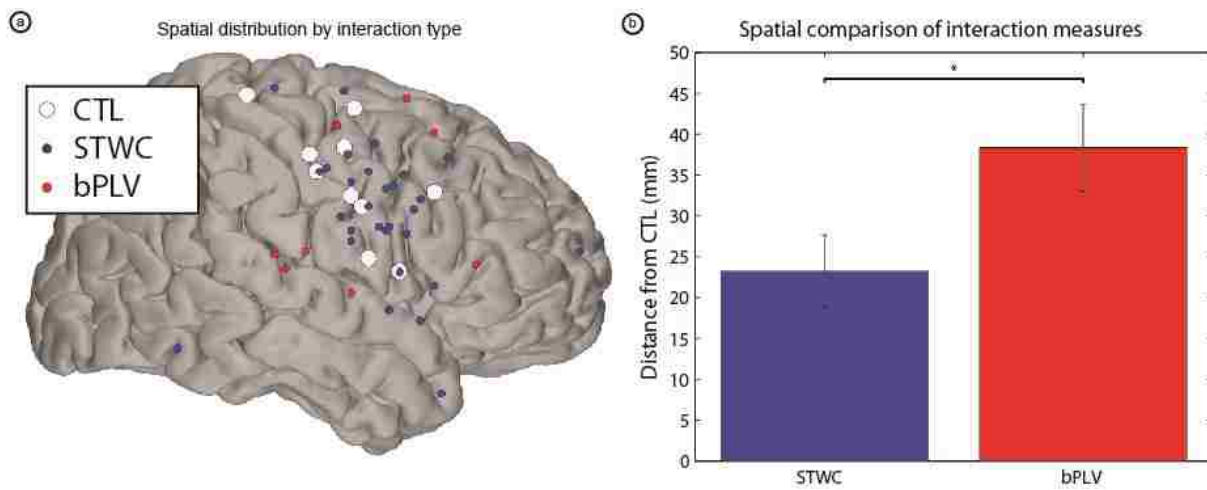 a
Spatial distribution by interaction type
CTL
STWC
bPLV
b
Spatial comparison of interaction measures
50
45
40
35
30
25
20
15
10
5
0
Distance from CTL (mm)
*
STWC
bPLV